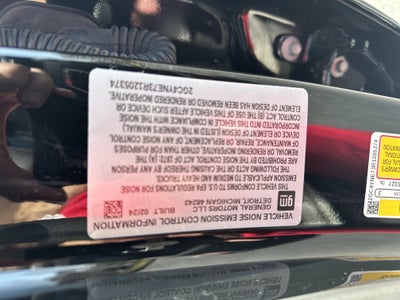 VEHICLE NOISE EMISSION CONTROL INFORMATION
gm
GENERAL MOTORS LLC
DETROIT, MICHIGAN 48243
BUILT 02/24
THIS VEHICLE CONFORMS TO U.S. EPA REGULATIONS FOR NOISE
EMISSION APPLICABLE TO MEDIUM AND HEAVY TRUCKS.
THE FOLLOWING ACTS OR THE CAUSING THEREOF BY ANY PERSON
ARE PROHIBITED BY THE NOISE CONTROL ACT OF 1972: (A) THE
REMOVAL OR RENDERING INOPERATIVE, OTHER THAN FOR PURPOSES
OF MAINTENANCE, REPAIR, OR REPLACEMENT, OF ANY NOISE CONTROL
DEVICE OR ELEMENT OF DESIGN (LISTED IN THE OWNER'S MANUAL)
INCORPORATED INTO THIS VEHICLE IN COMPLIANCE WITH THE NOISE
CONTROL ACT; (B) THE USE OF THIS VEHICLE AFTER SUCH DEVICE OR
ELEMENT OF DESIGN HAS BEEN REMOVED OR RENDERED INOPERATIVE.
2GC4YNE73R1205374
2GC4YNE73R1205374